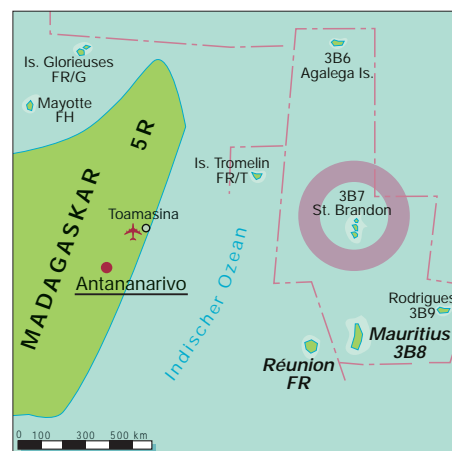 Is. Glorieuses
FR/G
3B6
Agalega Is.
Mayotte
FH
MADAGASKAR 5R
Is. Tromelin
FR/T
3B7
St. Brandon
Toamasina
Antananarivo
Indischer Ozean
Rodrigues
3B9
Mauritius
3B8
Réunion
FR
0 100 300 500 km